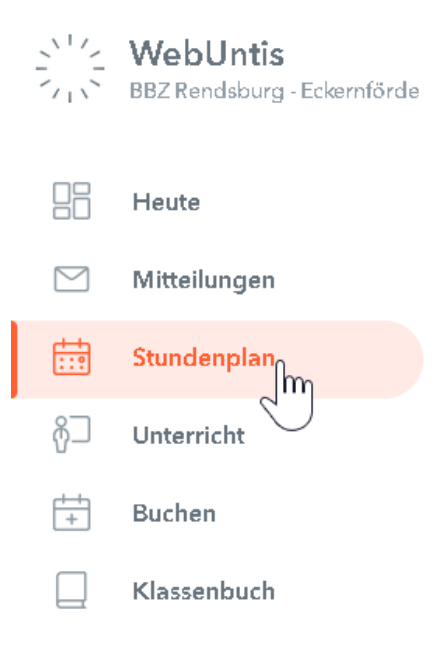 WebUntis
BBZ Rendsburg - Eckernförde
Heute
Mitteilungen
Stundenplan
Unterricht
Buchen
Klassenbuch